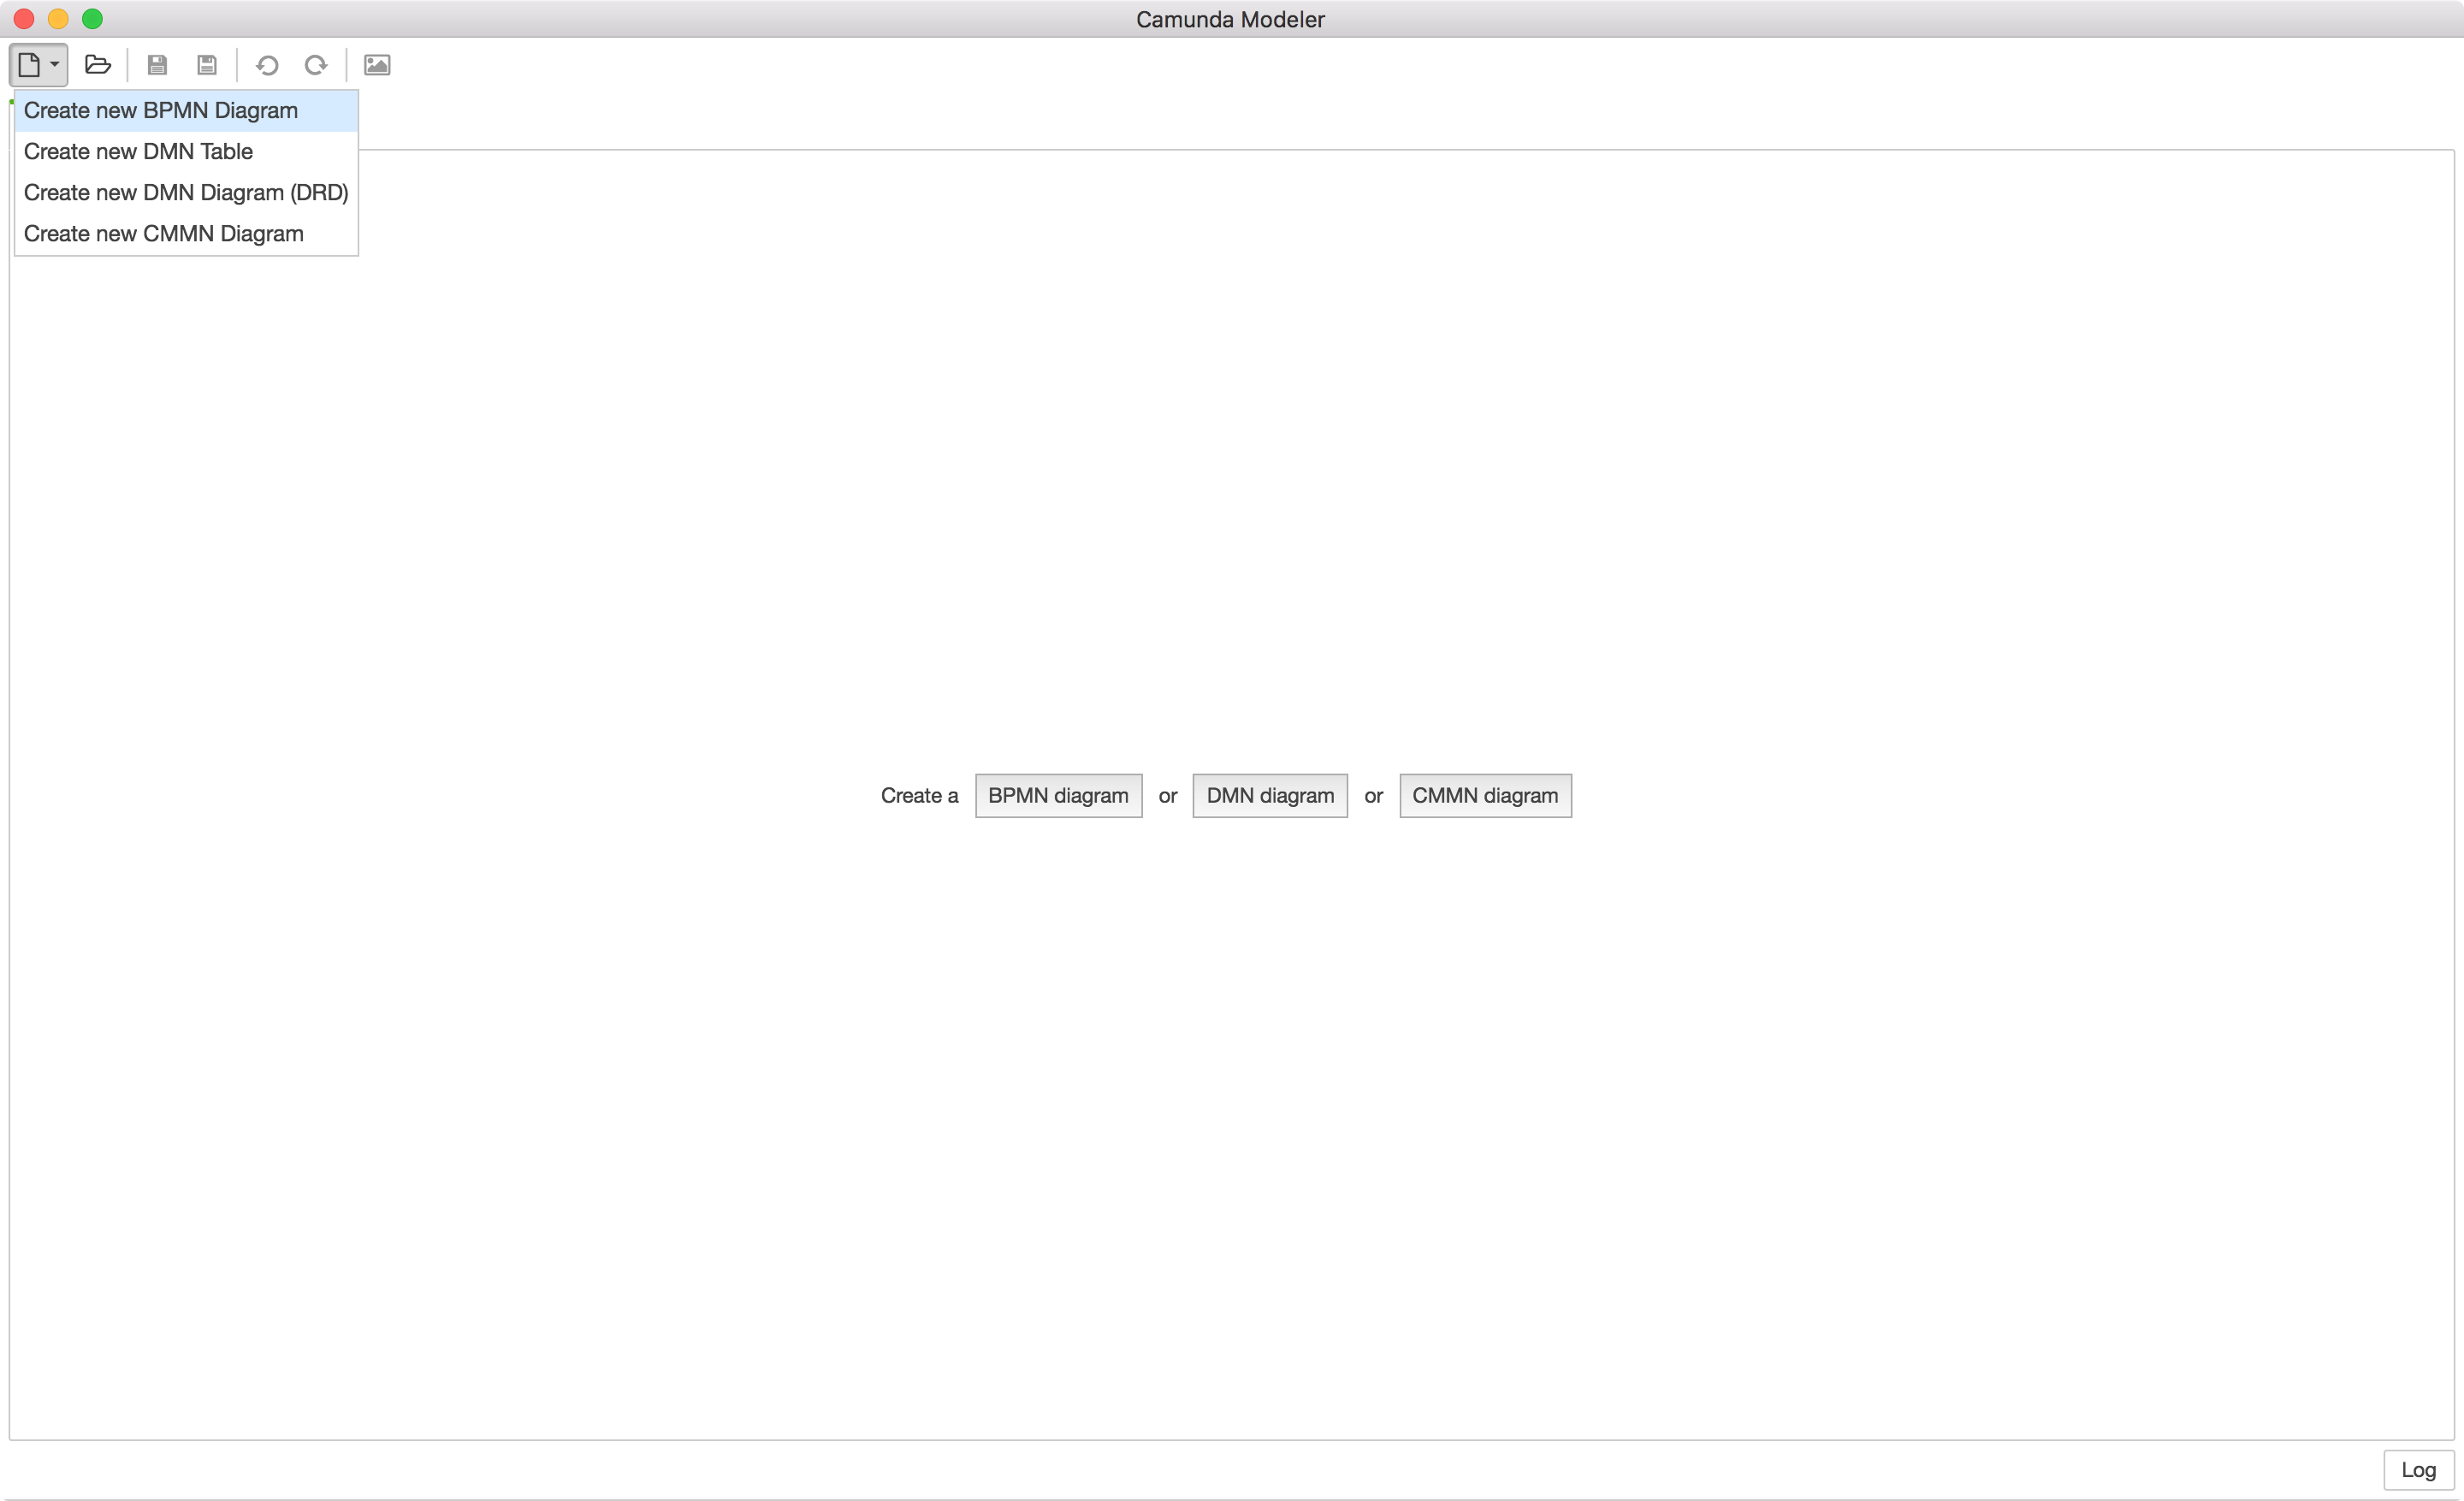 Camunda Modeler
Create new BPMN Diagram
Create new DMN Table
Create new DMN Diagram (DRD)
Create new CMMN Diagram
Create a BPMN diagram or DMN diagram or CMMN diagram
Log